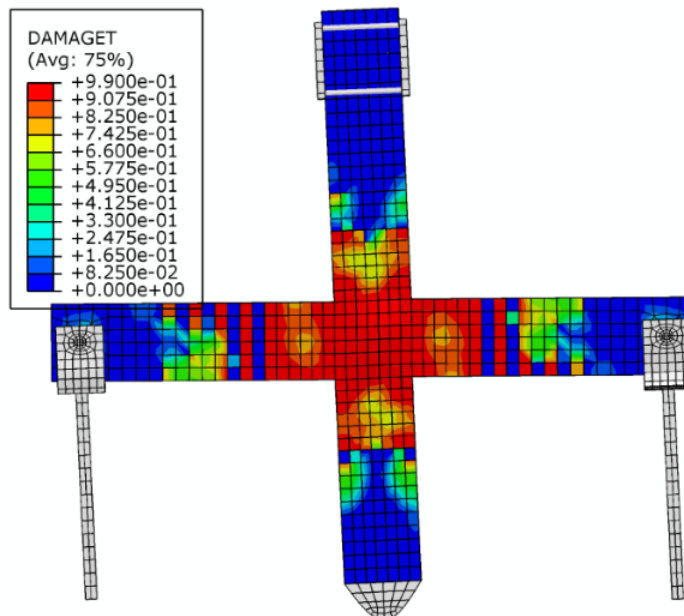 DAMAGET
(Avg: 75%)
+9.900e-01
+9.075e-01
+8.250e-01
+7.425e-01
+6.600e-01
+5.775e-01
+4.950e-01
+4.125e-01
+3.300e-01
+2.475e-01
+1.650e-01
+8.250e-02
+0.000e+00